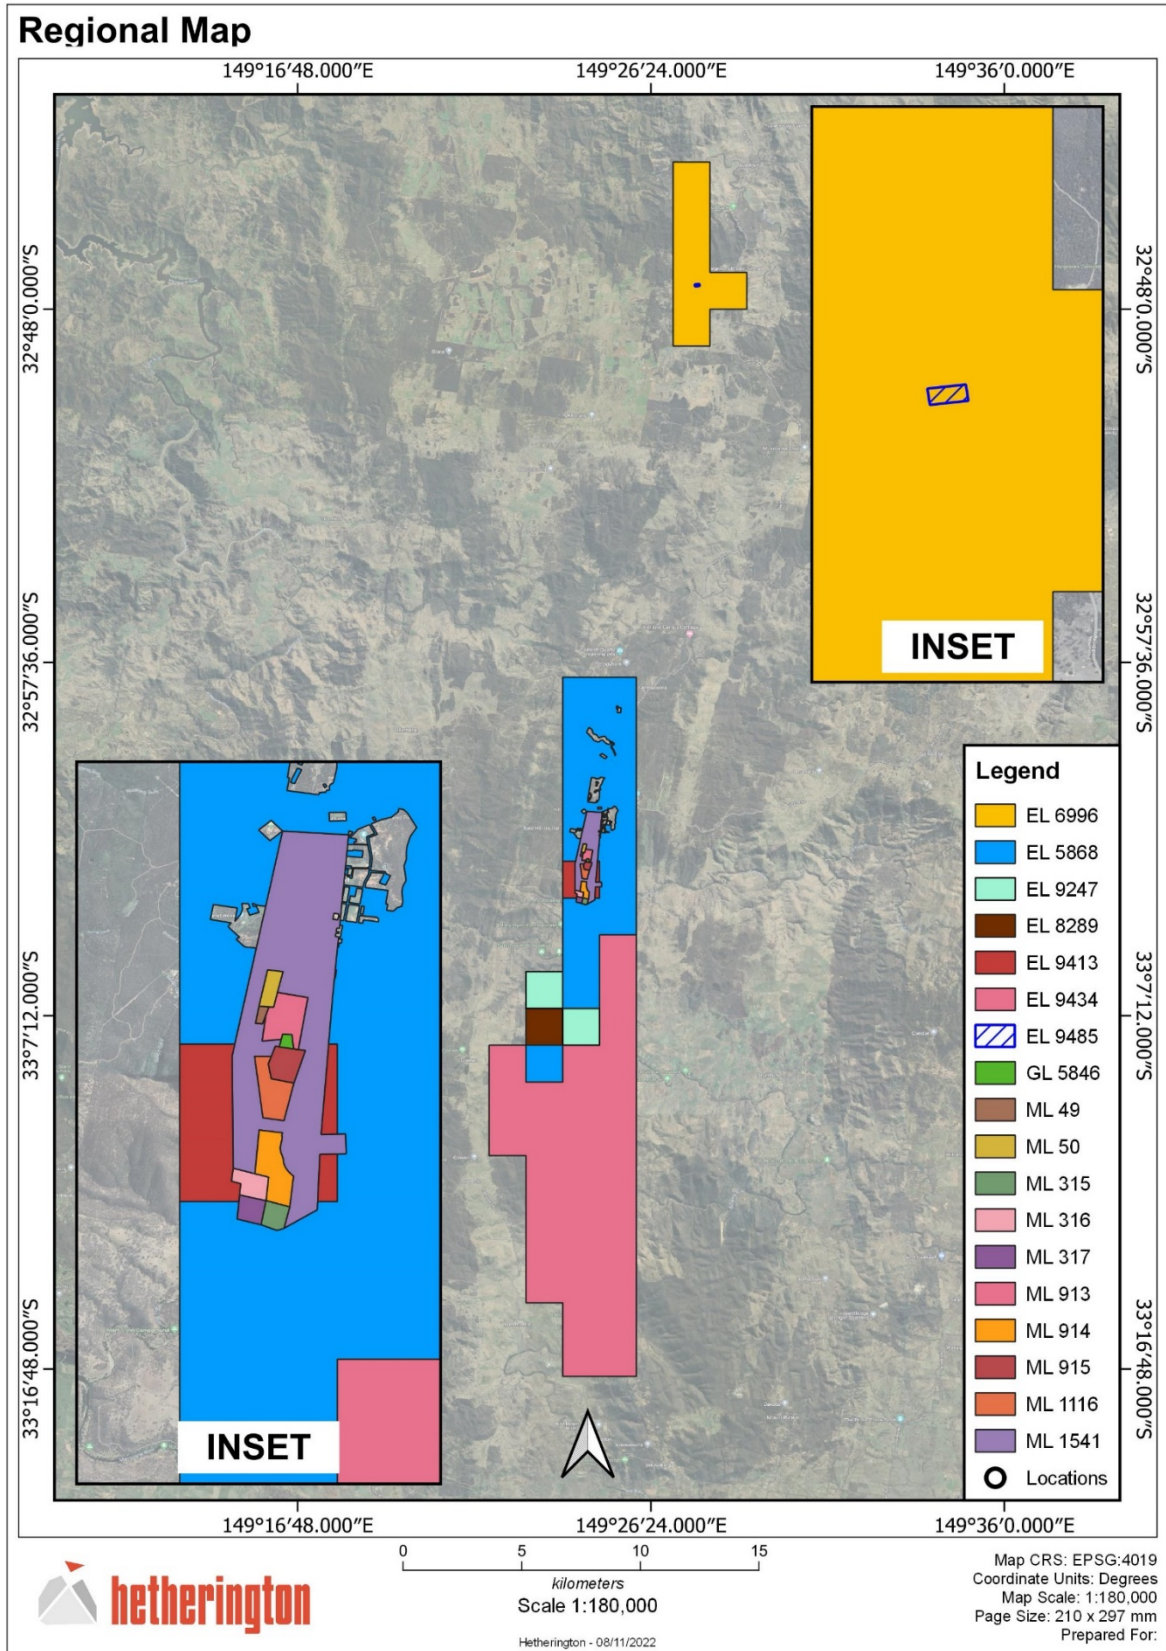 Regional Map
149°16'48.000"E
149°26'24.000"E
149°36'0.000"E
32°48'0.000"S
32°48'0.000"S
32°57'36.000"S
32°57'36.000"S
33°7'12.000"S
33°7'12.000"S
33°16'48.000"S
33°16'48.000"S
INSET
INSET
Legend
EL 6996
EL 5868
EL 9247
EL 8289
EL 9413
EL 9434
EL 9485
GL 5846
ML 49
ML 50
ML 315
ML 316
ML 317
ML 913
ML 914
ML 915
ML 1116
ML 1541
Locations
149°16'48.000"E
149°26'24.000"E
149°36'0.000"E
hetherington
0 5 10 15
kilometers
Scale 1:180,000
Hetherington - 08/11/2022
Map CRS: EPSG:4019
Coordinate Units: Degrees
Map Scale: 1:180,000
Page Size: 210 x 297 mm
Prepared For: